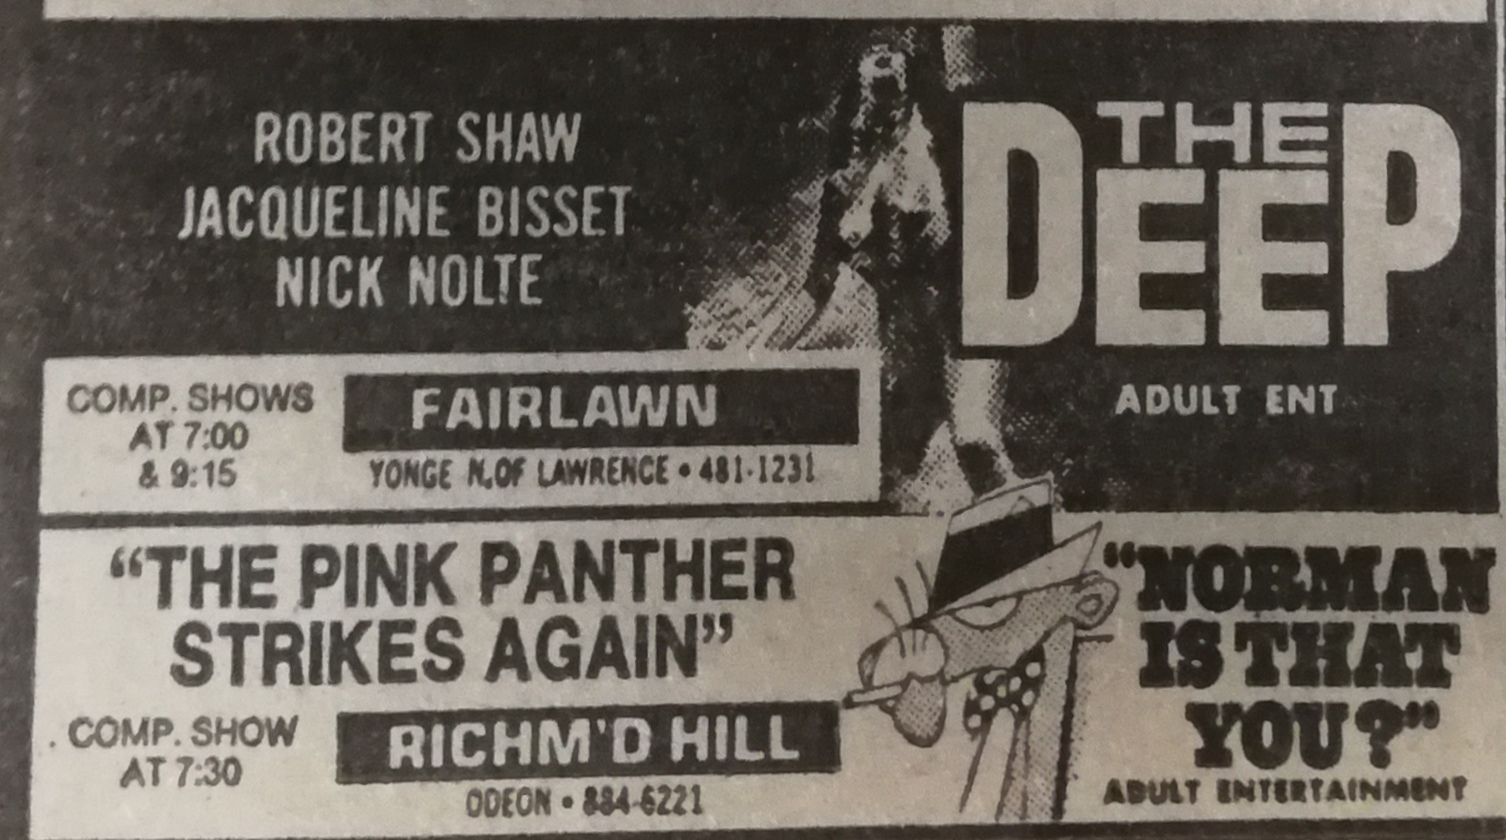 ROBERT SHAW
JACQUELINE BISSET
NICK NOLTE
THE
DEEP
ADULT ENT
COMP. SHOWS
AT 7:00
& 9:15
FAIRLAWN
YONGE N. OF LAWRENCE • 481-1231
“THE PINK PANTHER
STRIKES AGAIN”
COMP. SHOW
AT 7:30
RICHM'D HILL
ODEON • 884-6221
“NORMAN
IS THAT
YOU?”
ADULT ENTERTAINMENT